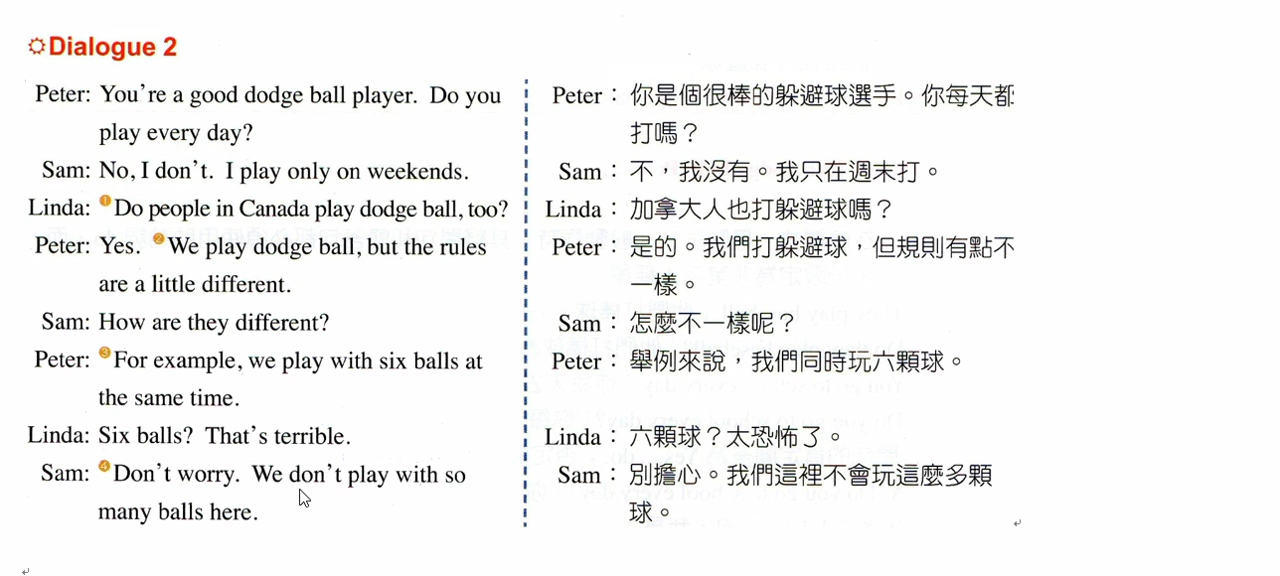 Dialogue 2
Peter: You're a good dodge ball player. Do you
play every day?
Sam: No, I don't. I play only on weekends.
Linda: ❶Do people in Canada play dodge ball, too?
Peter: Yes. ❷We play dodge ball, but the rules
are a little different.
Sam: How are they different?
Peter: ❸For example, we play with six balls at
the same time.
Linda: Six balls? That's terrible.
Sam: ❹Don't worry. We don't play with so
many balls here.
Peter：你是個很棒的躲避球選手。你每天都
打嗎？
Sam：不，我沒有。我只在週末打。
Linda：加拿大人也打躲避球嗎？
Peter：是的。我們打躲避球，但規則有點不
一樣。
Sam：怎麼不一樣呢？
Peter：舉例來說，我們同時玩六顆球。
Linda：六顆球？太恐怖了。
Sam：別擔心。我們這裡不會玩這麼多顆
球。